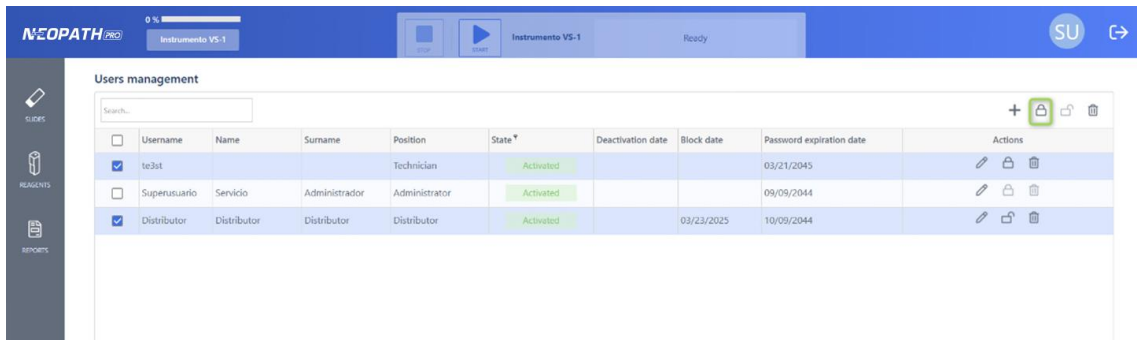 NEOPATH PRO
0 %
Instrumento VS-1
STOP
START
Instrumento VS-1
Ready
SU
SLIDES
REAGENTS
REPORTS
Users management
Search...
Username Name Surname Position State Deactivation date Block date Password expiration date Actions
te3st Technician Activated 03/21/2045
Superusuario Servicio Administrador Administrator Activated 09/09/2044
Distributor Distributor Distributor Distributor Activated 03/23/2025 10/09/2044